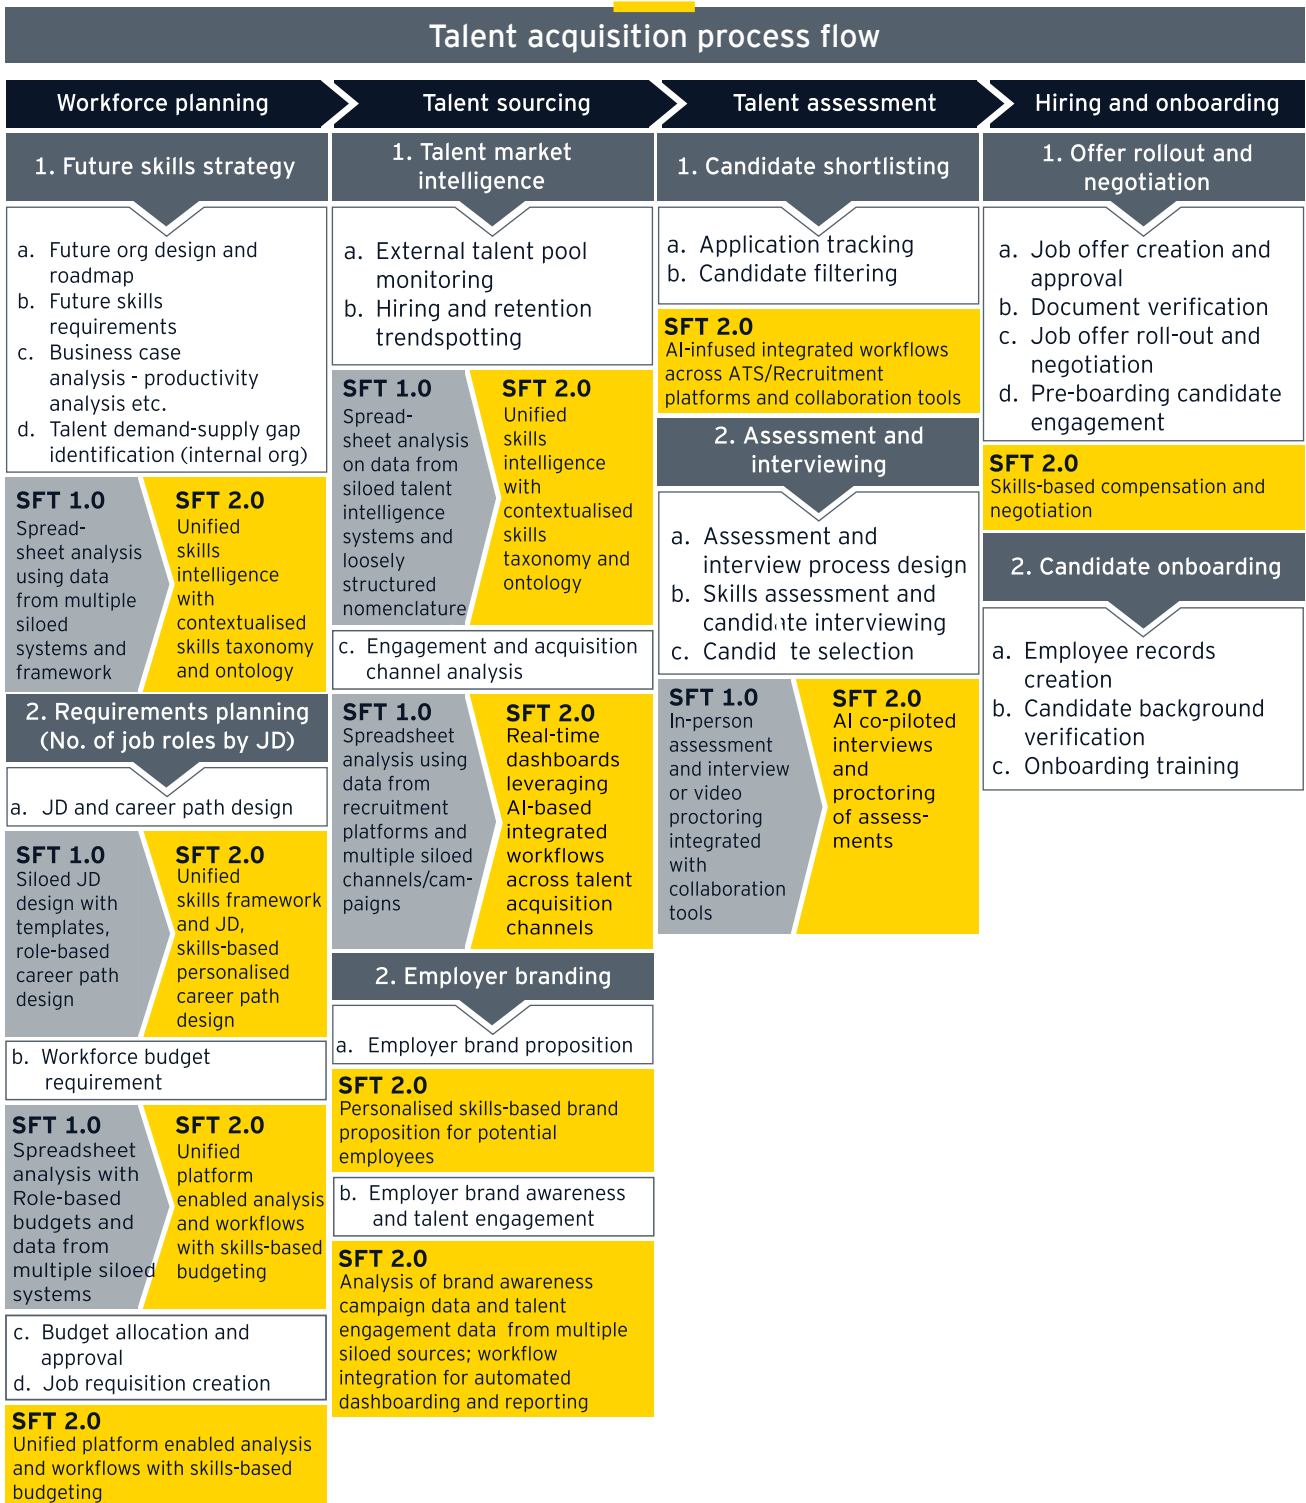 Talent acquisition process flow
Workforce planning
Talent sourcing
Talent assessment
Hiring and onboarding
1. Future skills strategy
a. Future org design and
roadmap
b. Future skills
requirements
c. Business case
analysis - productivity
analysis etc.
d. Talent demand-supply gap
identification (internal org)
SFT 1.0
Spread-
sheet analysis
using data
from multiple
siloed
systems and
framework
SFT 2.0
Unified
skills
intelligence
with
contextualised
skills taxonomy
and ontology
2. Requirements planning
(No. of job roles by JD)
a. JD and career path design
SFT 1.0
Siloed JD
design with
templates,
role-based
career path
design
SFT 2.0
Unified
skills framework
and JD,
skills-based
personalised
career path
design
b. Workforce budget
requirement
SFT 1.0
Spreadsheet
analysis with
Role-based
budgets and
data from
multiple siloed
systems
SFT 2.0
Unified
platform
enabled analysis
and workflows
with skills-based
budgeting
c. Budget allocation and
approval
d. Job requisition creation
SFT 2.0
Unified platform enabled analysis
and workflows with skills-based
budgeting
1. Talent market
intelligence
a. External talent pool
monitoring
b. Hiring and retention
trendspotting
SFT 1.0
Spread-
sheet analysis
on data from
siloed talent
intelligence
systems and
loosely
structured
nomenclature
SFT 2.0
Unified
skills
intelligence
with
contextualised
skills
taxonomy and
ontology
c. Engagement and acquisition
channel analysis
SFT 1.0
Spreadsheet
analysis using
data from
recruitment
platforms and
multiple siloed
channels/cam-
paigns
SFT 2.0
Real-time
dashboards
leveraging
AI-based
integrated
workflows
across talent
acquisition
channels
2. Employer branding
a. Employer brand proposition
SFT 2.0
Personalised skills-based brand
proposition for potential
employees
b. Employer brand awareness
and talent engagement
SFT 2.0
Analysis of brand awareness
campaign data and talent
engagement data from multiple
siloed sources; workflow
integration for automated
dashboarding and reporting
1. Candidate shortlisting
a. Application tracking
b. Candidate filtering
SFT 2.0
AI-infused integrated workflows
across ATS/Recruitment
platforms and collaboration tools
2. Assessment and
interviewing
a. Assessment and
interview process design
b. Skills assessment and
candidate interviewing
c. Candid te selection
SFT 1.0
In-person
assessment
and interview
or video
proctoring
integrated
with
collaboration
tools
SFT 2.0
AI co-piloted
interviews
and
proctoring
of assess-
ments
1. Offer rollout and
negotiation
a. Job offer creation and
approval
b. Document verification
c. Job offer roll-out and
negotiation
d. Pre-boarding candidate
engagement
SFT 2.0
Skills-based compensation and
negotiation
2. Candidate onboarding
a. Employee records
creation
b. Candidate background
verification
c. Onboarding training